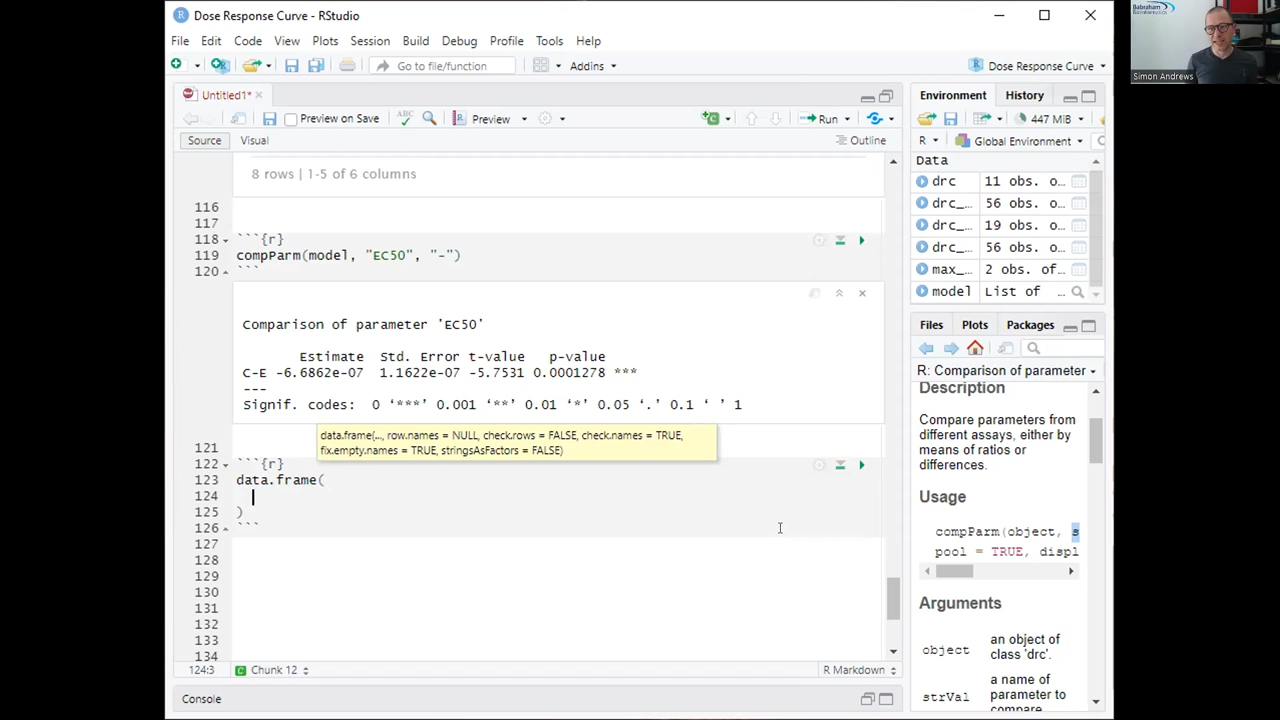 Dose Response Curve - RStudio
File Edit Code View Plots Session Build Debug Profile Tools Help
Go to file/function
Addins
Dose Response Curve
Untitled1*
Preview on Save
Preview
Run
Source
Visual
Outline
8 rows | 1-5 of 6 columns
116
117
118 ```{r}
119 compParm(model, "EC50", "-")
120 ```
Comparison of parameter 'EC50'
Estimate Std. Error t-value p-value
C-E -6.6862e-07 1.1622e-07 -5.7531 0.0001278 ***
---
Signif. codes: 0 ‘***’ 0.001 ‘**’ 0.01 ‘*’ 0.05 ‘.’ 0.1 ‘ ’ 1
121
data.frame(..., row.names = NULL, check.rows = FALSE, check.names = TRUE,
fix.empty.names = TRUE, stringsAsFactors = FALSE)
122 ```{r}
123 data.frame(
124
125 )
126 ```
127
128
129
130
131
132
133
134
124:3
Chunk 12
R Markdown
Console
Environment
History
447 MiB
R
Global Environment
Data
drc 11 obs. o…
drc_… 56 obs. o…
drc_… 19 obs. o…
drc_… 56 obs. o…
max_… 2 obs. of…
model List of …
Files
Plots
Packages
R: Comparison of parameter
Description
Compare parameters from
different assays, either by
means of ratios or
differences.
Usage
compParm(object, s
pool = TRUE, displ
Arguments
object
an object of
class 'drc'.
strVal
a name of
parameter to
compare
Babraham
Simon Andrews